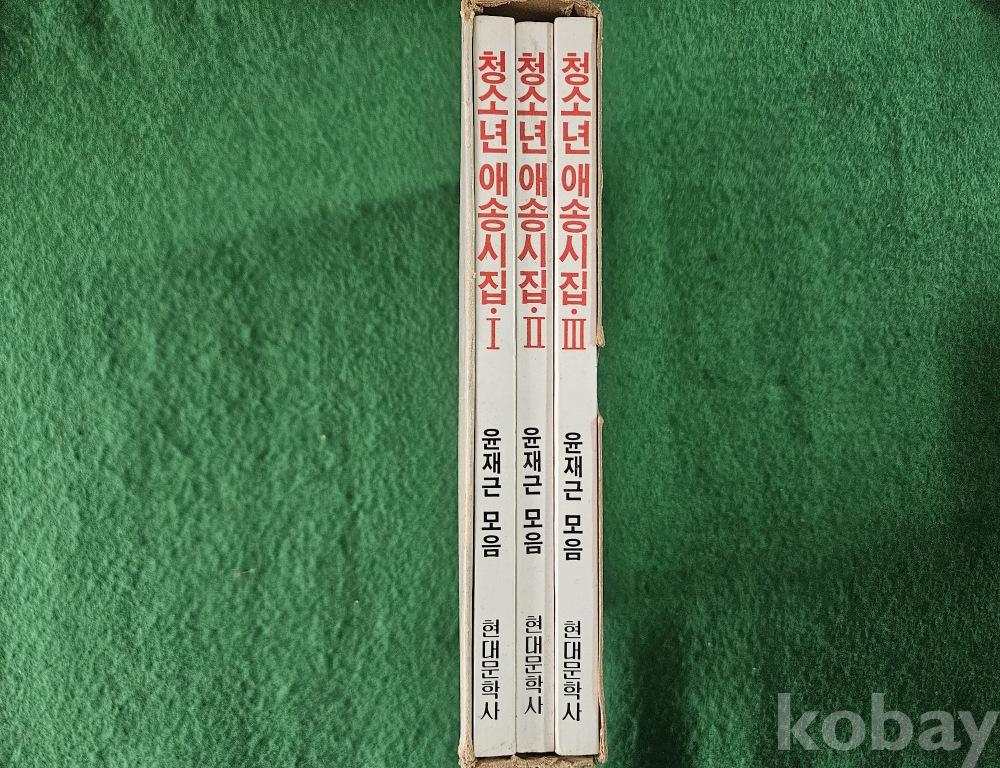 청소년 애송시집·I
윤재근 모음
현대문학사
청소년 애송시집·II
윤재근 모음
현대문학사
청소년 애송시집·III
윤재근 모음
현대문학사
kobay